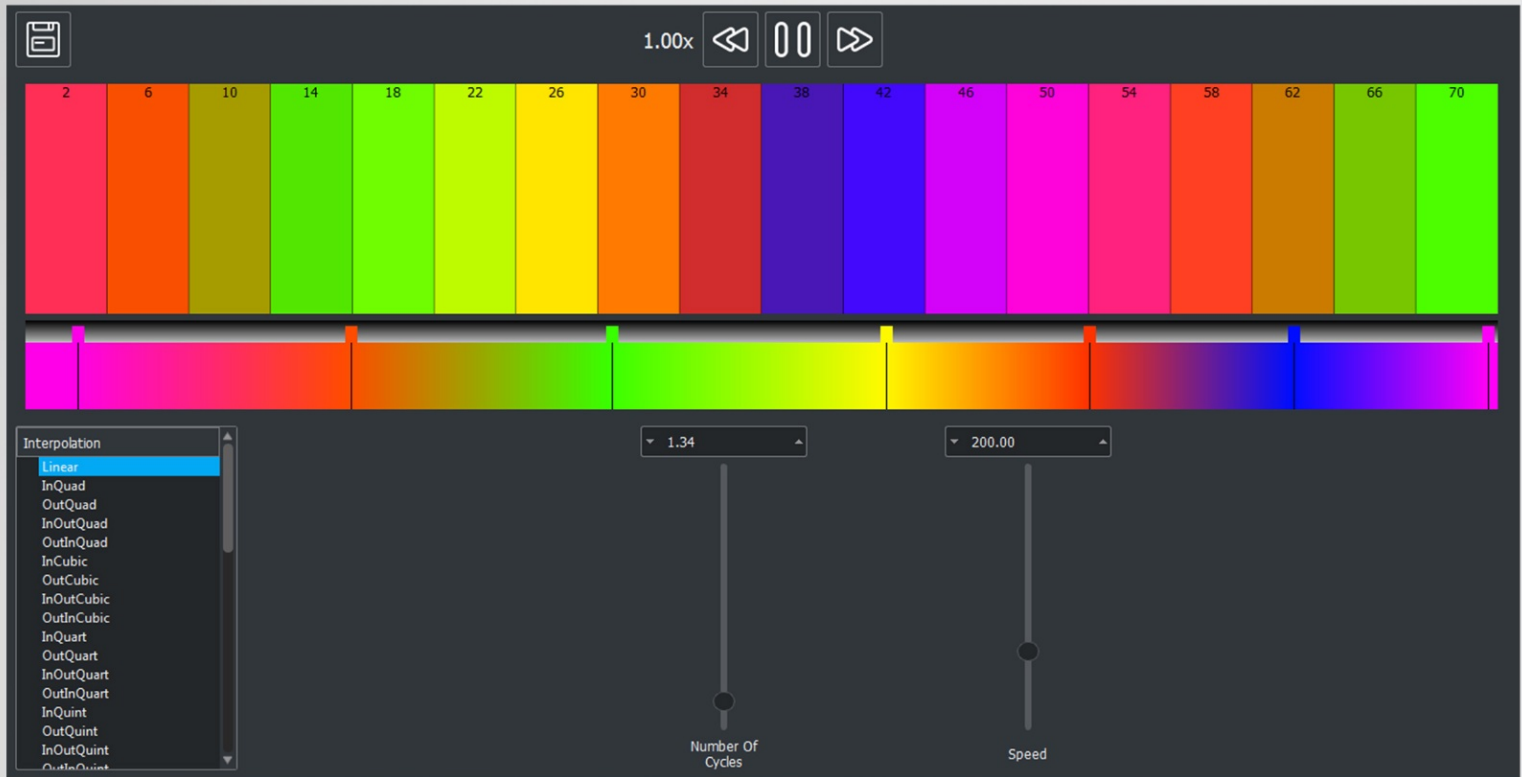 1.00x
2 6 10 14 18 22 26 30 34 38 42 46 50 54 58 62 66 70
Interpolation
Linear
InQuad
OutQuad
InOutQuad
OutInQuad
InCubic
OutCubic
InOutCubic
OutInCubic
InQuart
OutQuart
InOutQuart
OutInQuart
InQuint
OutQuint
InOutQuint
OutInQuint
1.34
Number Of
Cycles
200.00
Speed